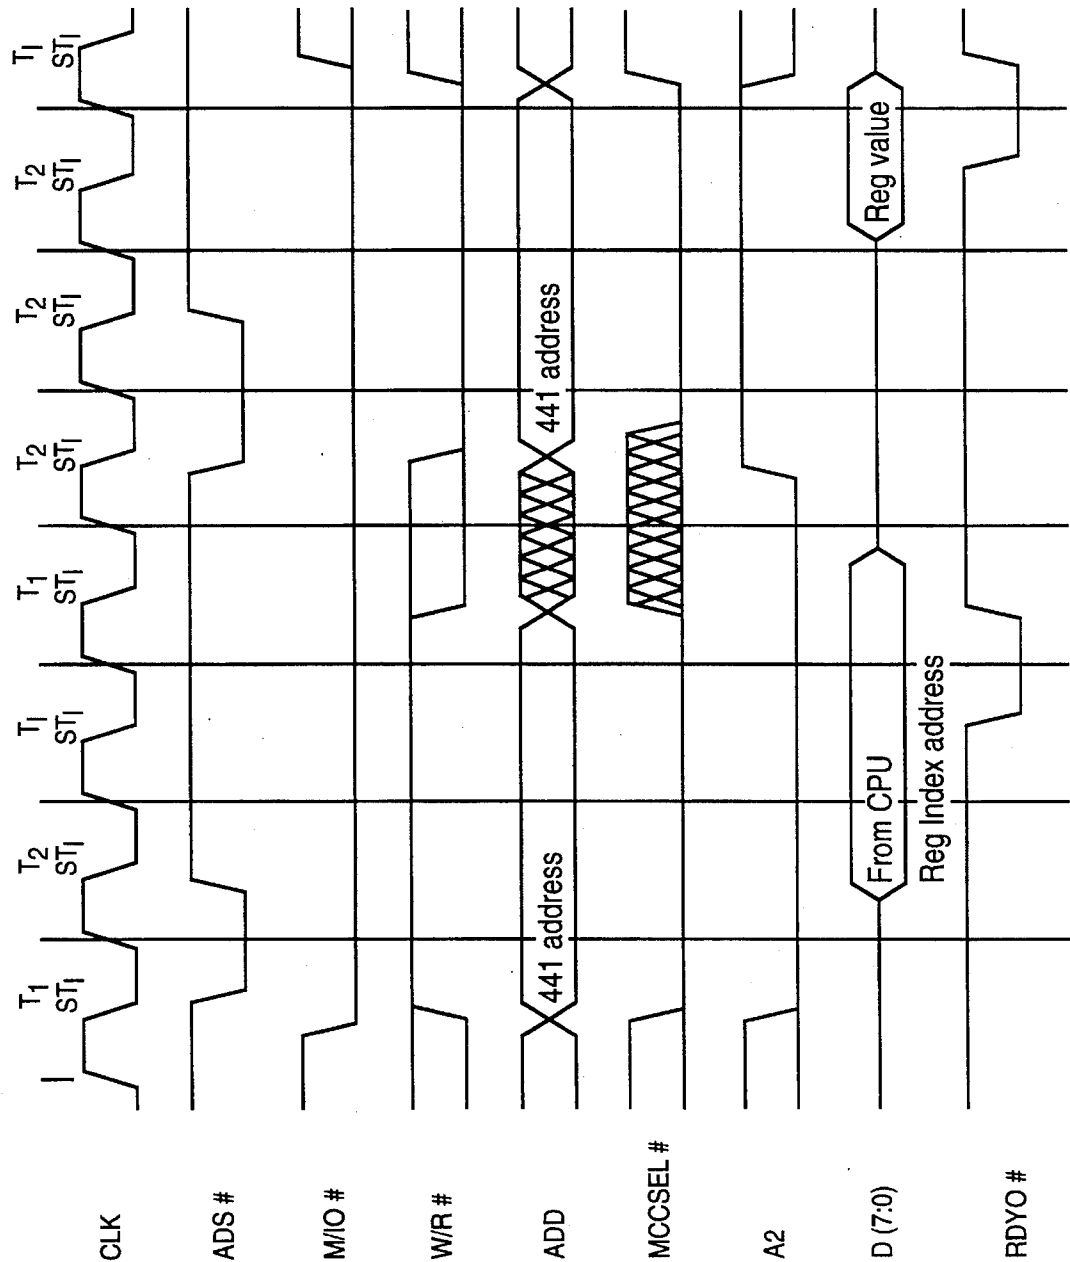 I T1 T2 TI T1 T2 T2 T2 TI
STI STI STI STI STI STI STI STI
CLK
ADS #
M/IO #
W/R #
ADD 441 address 441 address
MCCSEL #
A2
D (7:0) From CPU Reg value
Reg Index address
RDYO #